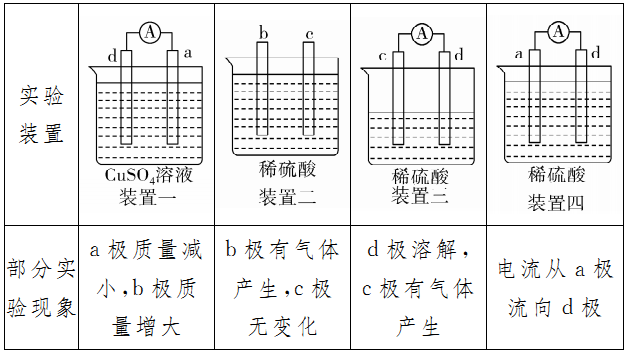 实验
装置
A
d
a
CuSO₄溶液
装置一
b
c
稀硫酸
装置二
A
c
d
稀硫酸
装置三
A
a
d
稀硫酸
装置四
部分实
验现象
a极质量减
小,b极质
量增大
b极有气体
产生,c极
无变化
d极溶解,
c极有气体
产生
电流从a极
流向d极